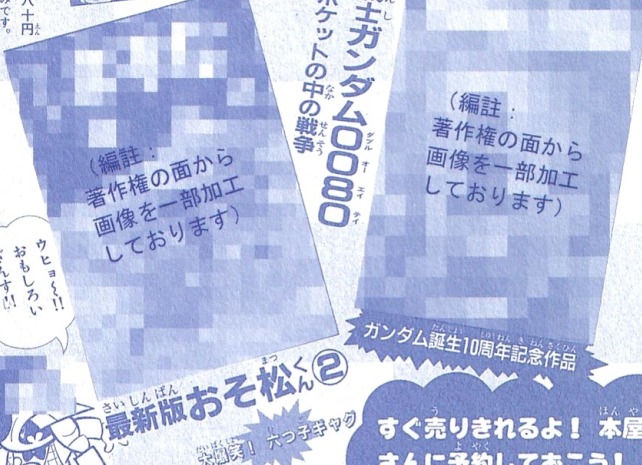 八十円
みです。
士ガンダム0080
ポケットの中の戦争
(編註：
著作権の面から
画像を一部加工
しております)
ガンダム誕生10周年記念作品
(編註：
著作権の面から
画像を一部加工
しております)
ウヒョ〜!!
おもしろい
ざんす!!
最新版おそ松くん②
大爆笑！ 六つ子ギャグ
すぐ売りきれるよ！ 本屋
さんに予約しておこう！